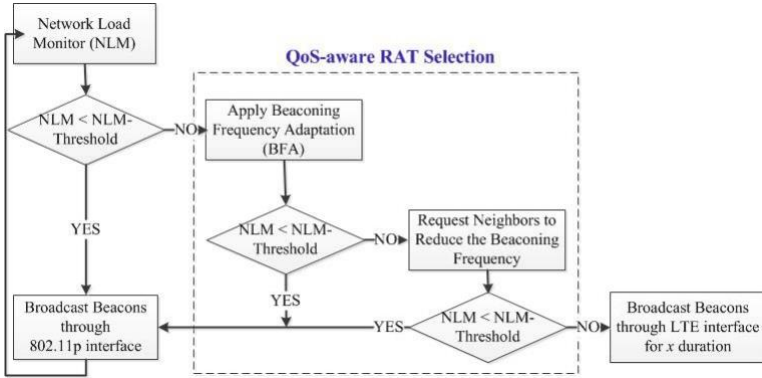 Network Load
Monitor (NLM)
QoS-aware RAT Selection
NLM < NLM-
Threshold
NO
Apply Beaconing
Frequency Adaptation
(BFA)
YES
NLM < NLM-
Threshold
NO
Request Neighbors to
Reduce the Beaconing
Frequency
YES
Broadcast Beacons
through
802.11p interface
YES
NLM < NLM-
Threshold
NO
Broadcast Beacons
through LTE interface
for x duration